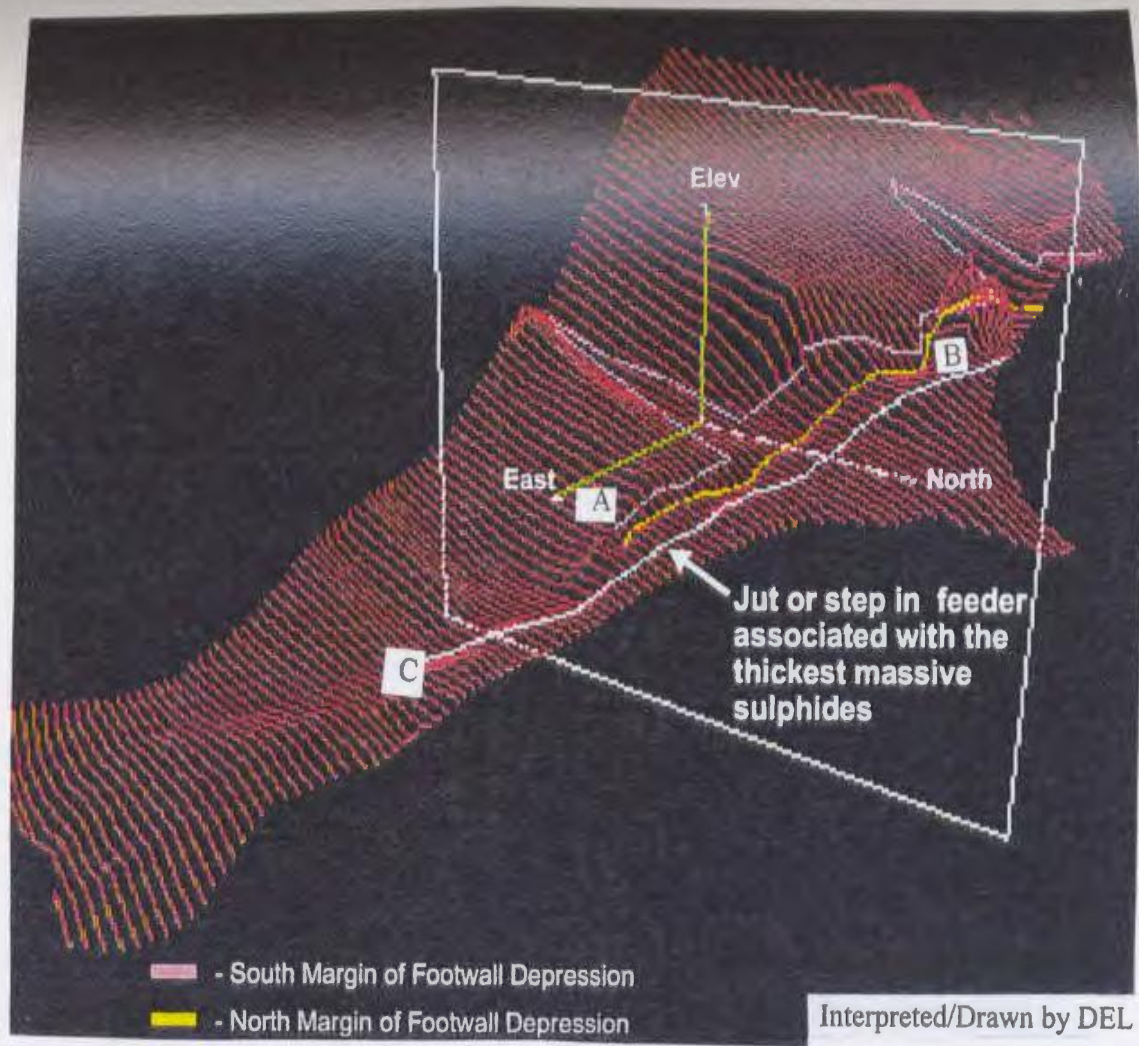 Elev
B
East
A
North
Jut or step in feeder
associated with the
thickest massive
sulphides
C
- South Margin of Footwall Depression
- North Margin of Footwall Depression
Interpreted/Drawn by DEL